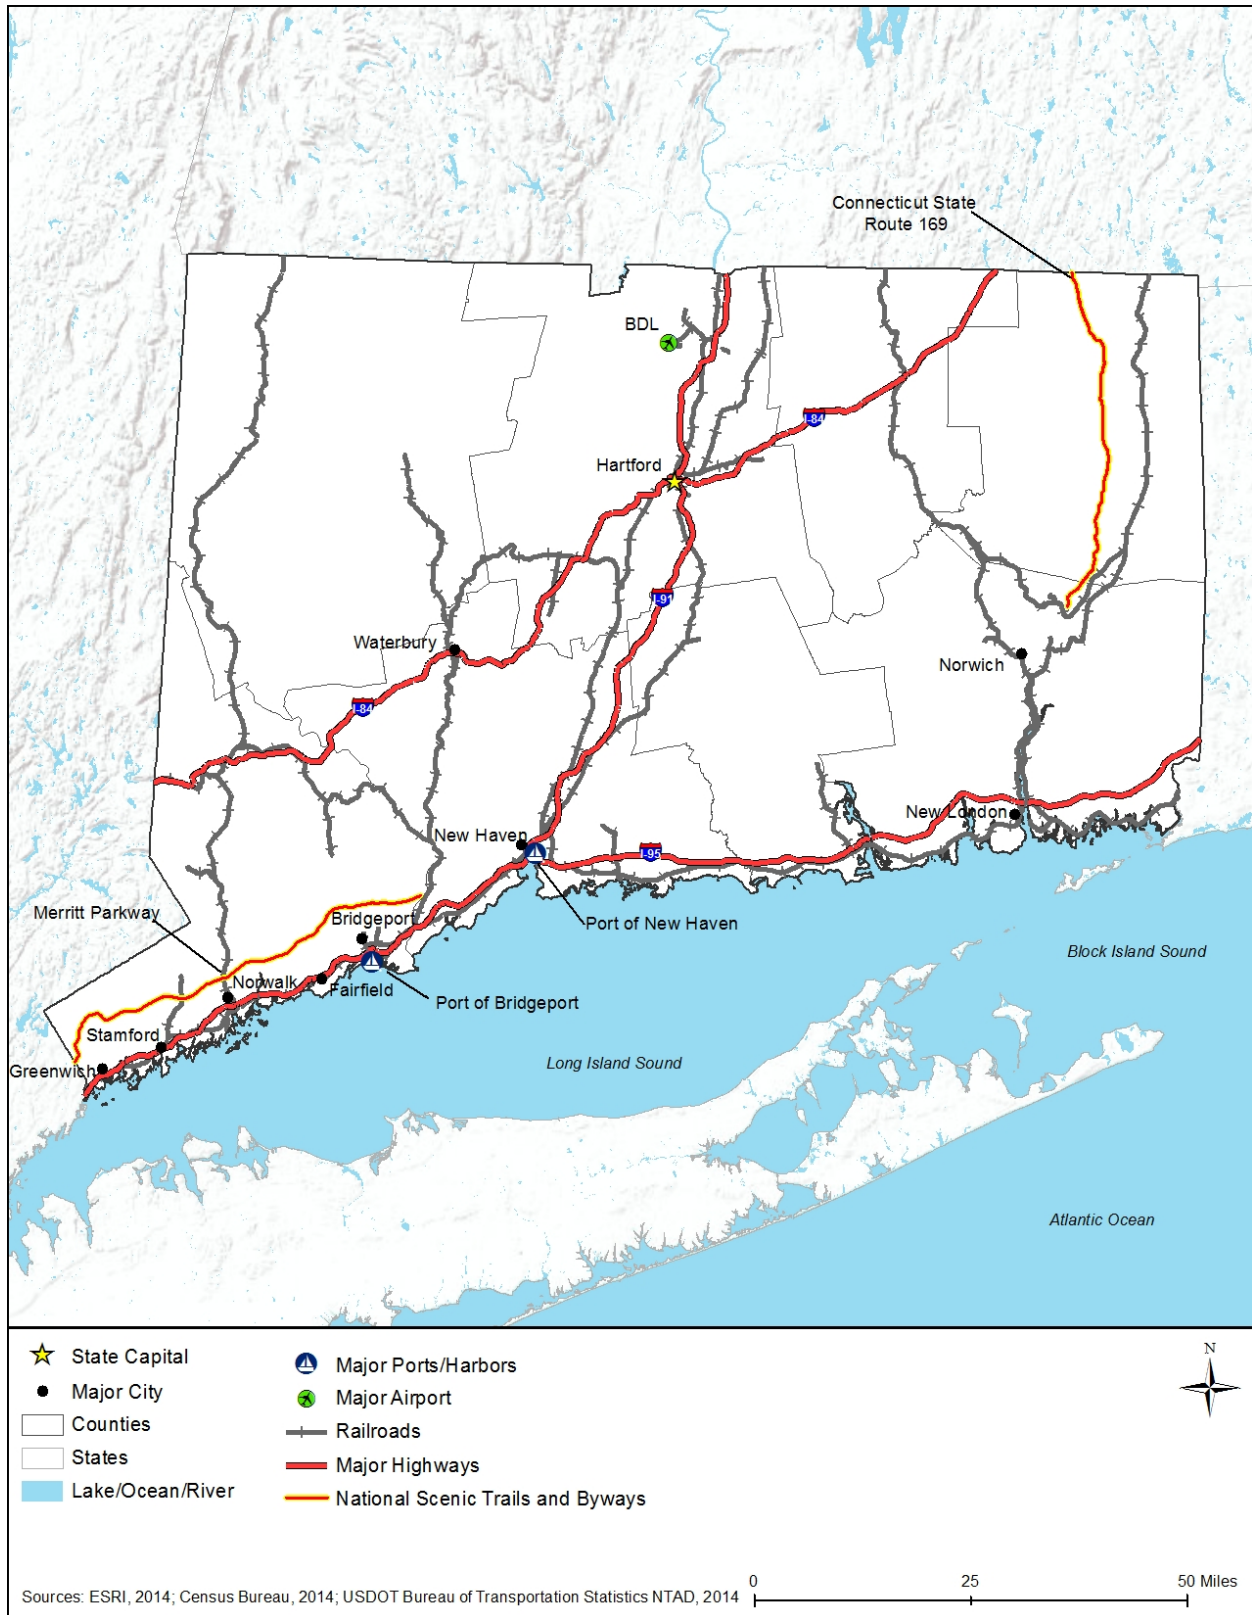 Connecticut State
Route 169
BDL
I-84
Hartford
I-91
Waterbury
Norwich
I-84
New London
New Haven
I-95
Merritt Parkway
Bridgeport
Port of New Haven
Block Island Sound
Norwalk
Fairfield
Port of Bridgeport
Stamford
Long Island Sound
Greenwich
Atlantic Ocean
State Capital
Major City
Counties
States
Lake/Ocean/River
Major Ports/Harbors
Major Airport
Railroads
Major Highways
National Scenic Trails and Byways
N
Sources: ESRI, 2014; Census Bureau, 2014; USDOT Bureau of Transportation Statistics NTAD, 2014
0 25 50 Miles